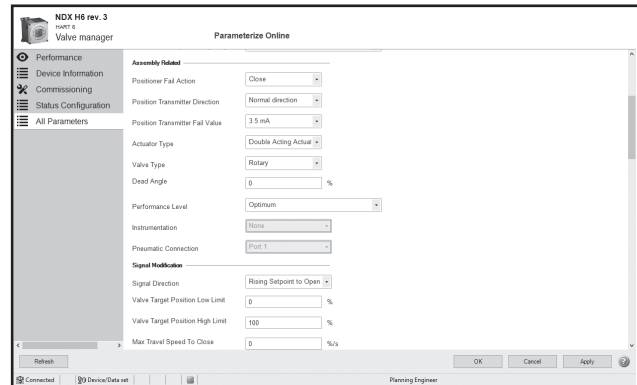 NDX H6 rev. 3
HART 6
Valve manager
Parameterize Online
Performance
Device Information
Commissioning
Status Configuration
All Parameters
Assembly Related
Positioner Fail Action Close
Position Transmitter Direction Normal direction
Position Transmitter Fail Value 3.5 mA
Actuator Type Double Acting Actuat
Valve Type Rotary
Dead Angle 0 %
Performance Level Optimum
Instrumentation None
Pneumatic Connection Port 1
Signal Modification
Signal Direction Rising Setpoint to Open
Valve Target Position Low Limit 0 %
Valve Target Position High Limit 100 %
Max Travel Speed To Close 0 %/s
Refresh OK Cancel Apply ?
Connected Device/Data set Planning Engineer